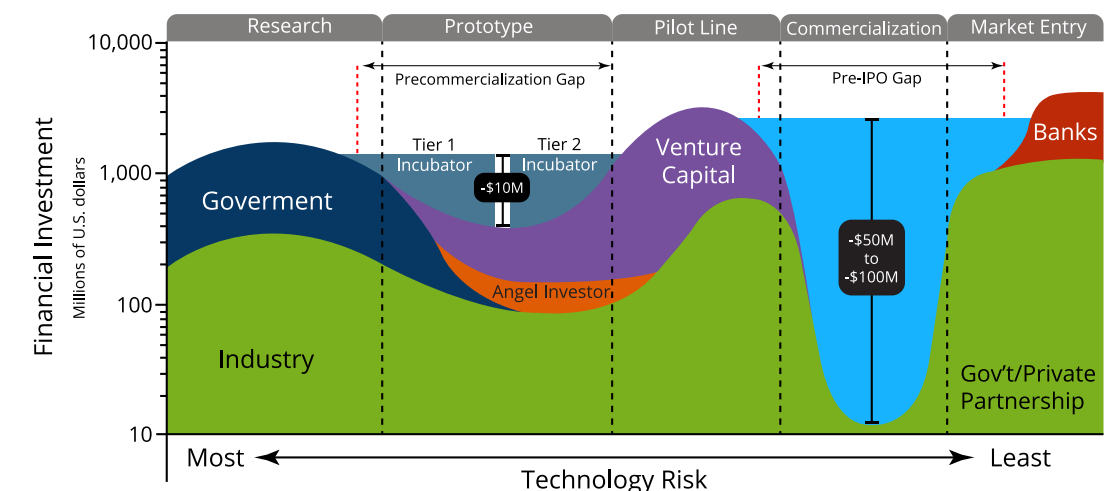 Research
Prototype
Pilot Line
Commercialization
Market Entry
10,000
1,000
100
10
Financial Investment
Millions of U.S. dollars
Precommercialization Gap
Pre-IPO Gap
Tier 1
Incubator
Tier 2
Incubator
-$10M
Venture
Capital
Banks
Goverment
-$50M
to
-$100M
Angel Investor
Industry
Gov't/Private
Partnership
Most
Least
Technology Risk